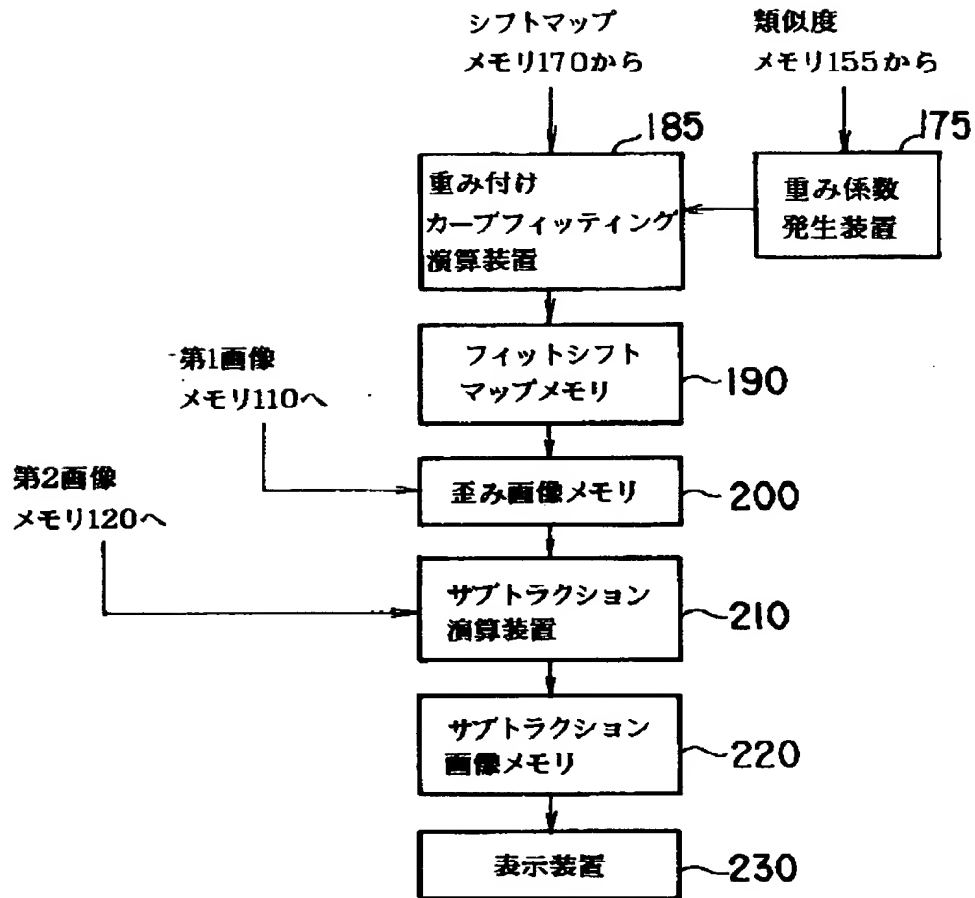 シフトマップ
メモリ170から
類似度
メモリ155から
185
175
重み付け
カーブフィッティング
演算装置
重み係数
発生装置
フィットシフト
マップメモリ
190
第1画像
メモリ110へ
歪み画像メモリ
200
第2画像
メモリ120へ
サブトラクション
演算装置
210
サブトラクション
画像メモリ
220
表示装置
230